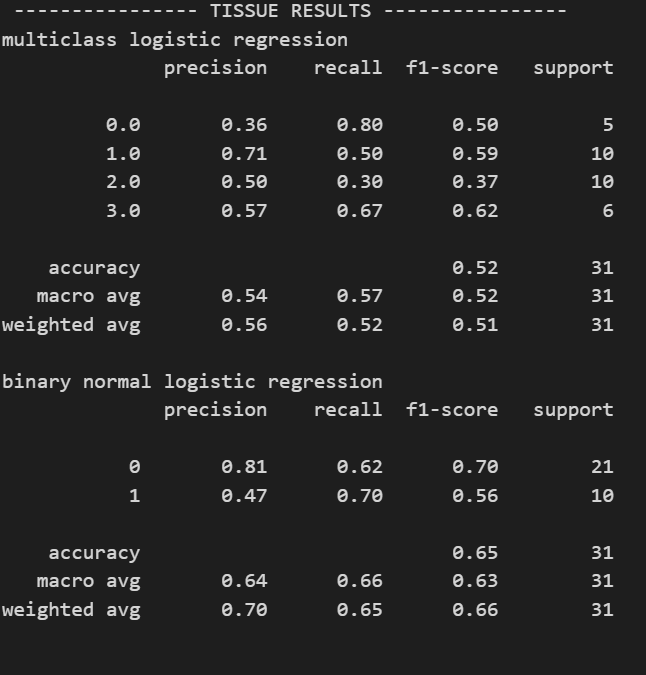 ---------------- TISSUE RESULTS ----------------
multiclass logistic regression
precision recall f1-score support
0.0 0.36 0.80 0.50 5
1.0 0.71 0.50 0.59 10
2.0 0.50 0.30 0.37 10
3.0 0.57 0.67 0.62 6
accuracy 0.52 31
macro avg 0.54 0.57 0.52 31
weighted avg 0.56 0.52 0.51 31
binary normal logistic regression
precision recall f1-score support
0 0.81 0.62 0.70 21
1 0.47 0.70 0.56 10
accuracy 0.65 31
macro avg 0.64 0.66 0.63 31
weighted avg 0.70 0.65 0.66 31